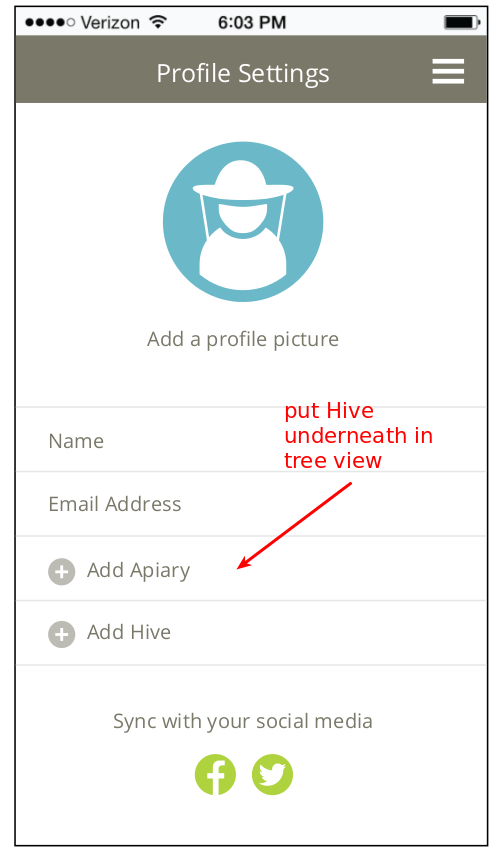 Verizon 6:03 PM
Profile Settings
Add a profile picture
put Hive
underneath in
tree view
Name
Email Address
Add Apiary
Add Hive
Sync with your social media